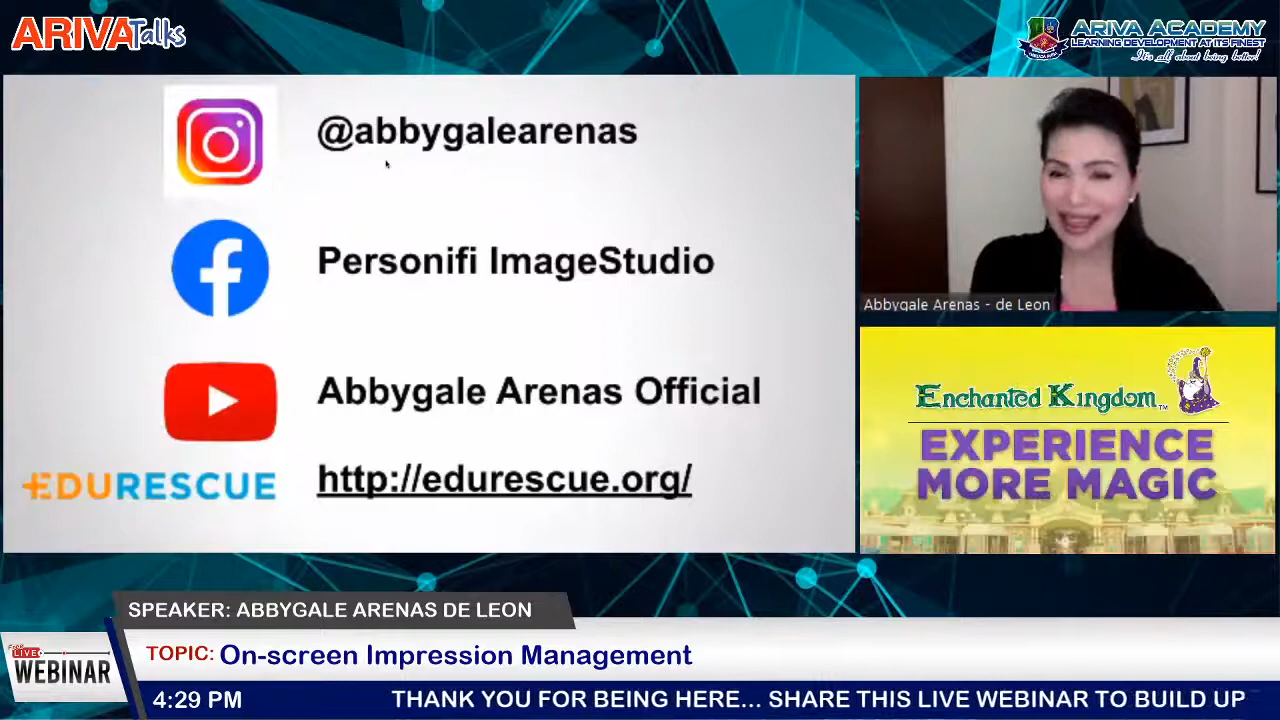 ARIVATalks
ARIVA ACADEMY
LEARNING DEVELOPMENT AT ITS FINEST
It's all about being better!
@abbygalearenas
Personifi ImageStudio
Abbygale Arenas Official
EDURESCUE
http://edurescue.org/
Abbygale Arenas - de Leon
Enchanted Kingdom™
EXPERIENCE
MORE MAGIC
SPEAKER: ABBYGALE ARENAS DE LEON
Free LIVE
WEBINAR
TOPIC: On-screen Impression Management
4:29 PM
THANK YOU FOR BEING HERE... SHARE THIS LIVE WEBINAR TO BUILD UP